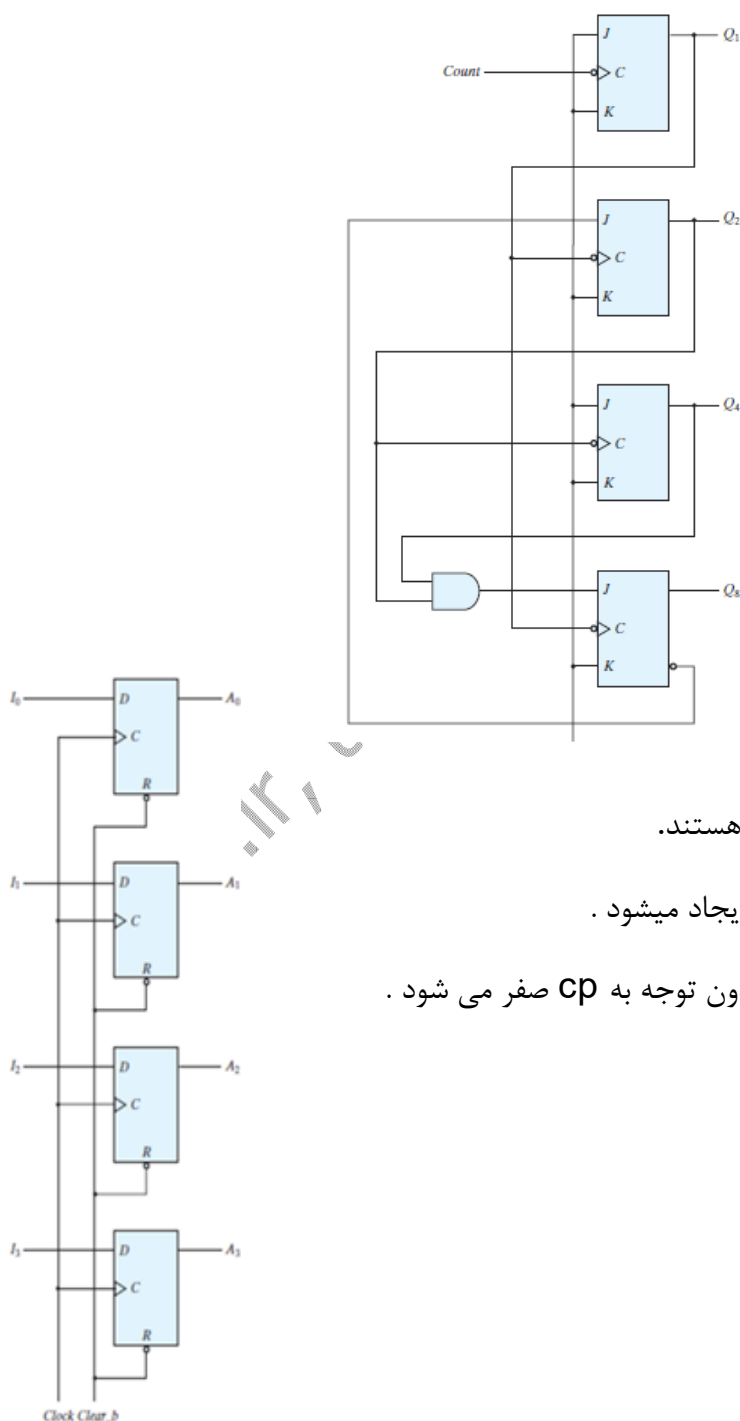 J
Q₁
Count
C
K
J
Q₂
C
K
J
Q₄
C
K
J
Q₈
C
K
هستند.
یجاد میشود .
ون توجه به cp صفر می شود .
I₀
D
A₀
C
R
I₁
D
A₁
C
R
I₂
D
A₂
C
R
I₃
D
A₃
C
R
Clock Clear_b